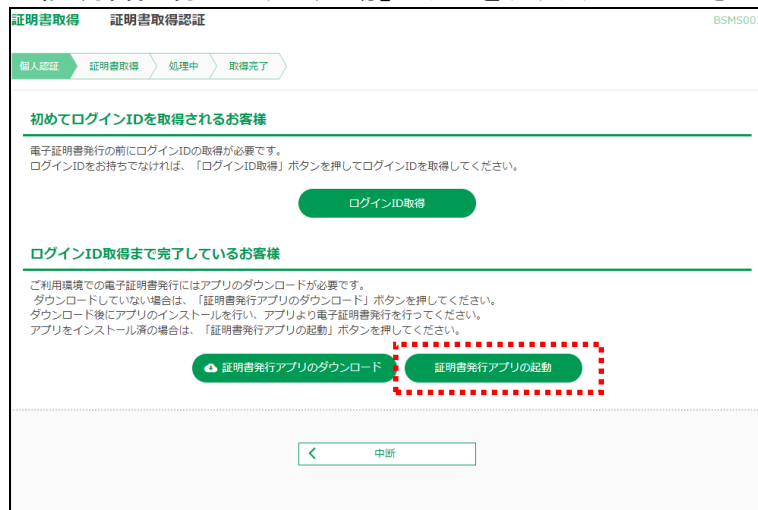 証明書取得 証明書取得認証 BSMS00
個人認証 証明書取得 処理中 取得完了
初めてログインIDを取得されるお客様
電子証明書発行の前にログインIDの取得が必要です。
ログインIDをお持ちでなければ、「ログインID取得」ボタンを押してログインIDを取得してください。
ログインID取得
ログインID取得まで完了しているお客様
ご利用環境での電子証明書発行にはアプリのダウンロードが必要です。
ダウンロードしていない場合は、「証明書発行アプリのダウンロード」ボタンを押してください。
ダウンロード後にアプリのインストールを行い、アプリより電子証明書発行を行ってください。
アプリをインストール済の場合は、「証明書発行アプリの起動」ボタンを押してください。
証明書発行アプリのダウンロード 証明書発行アプリの起動
中断